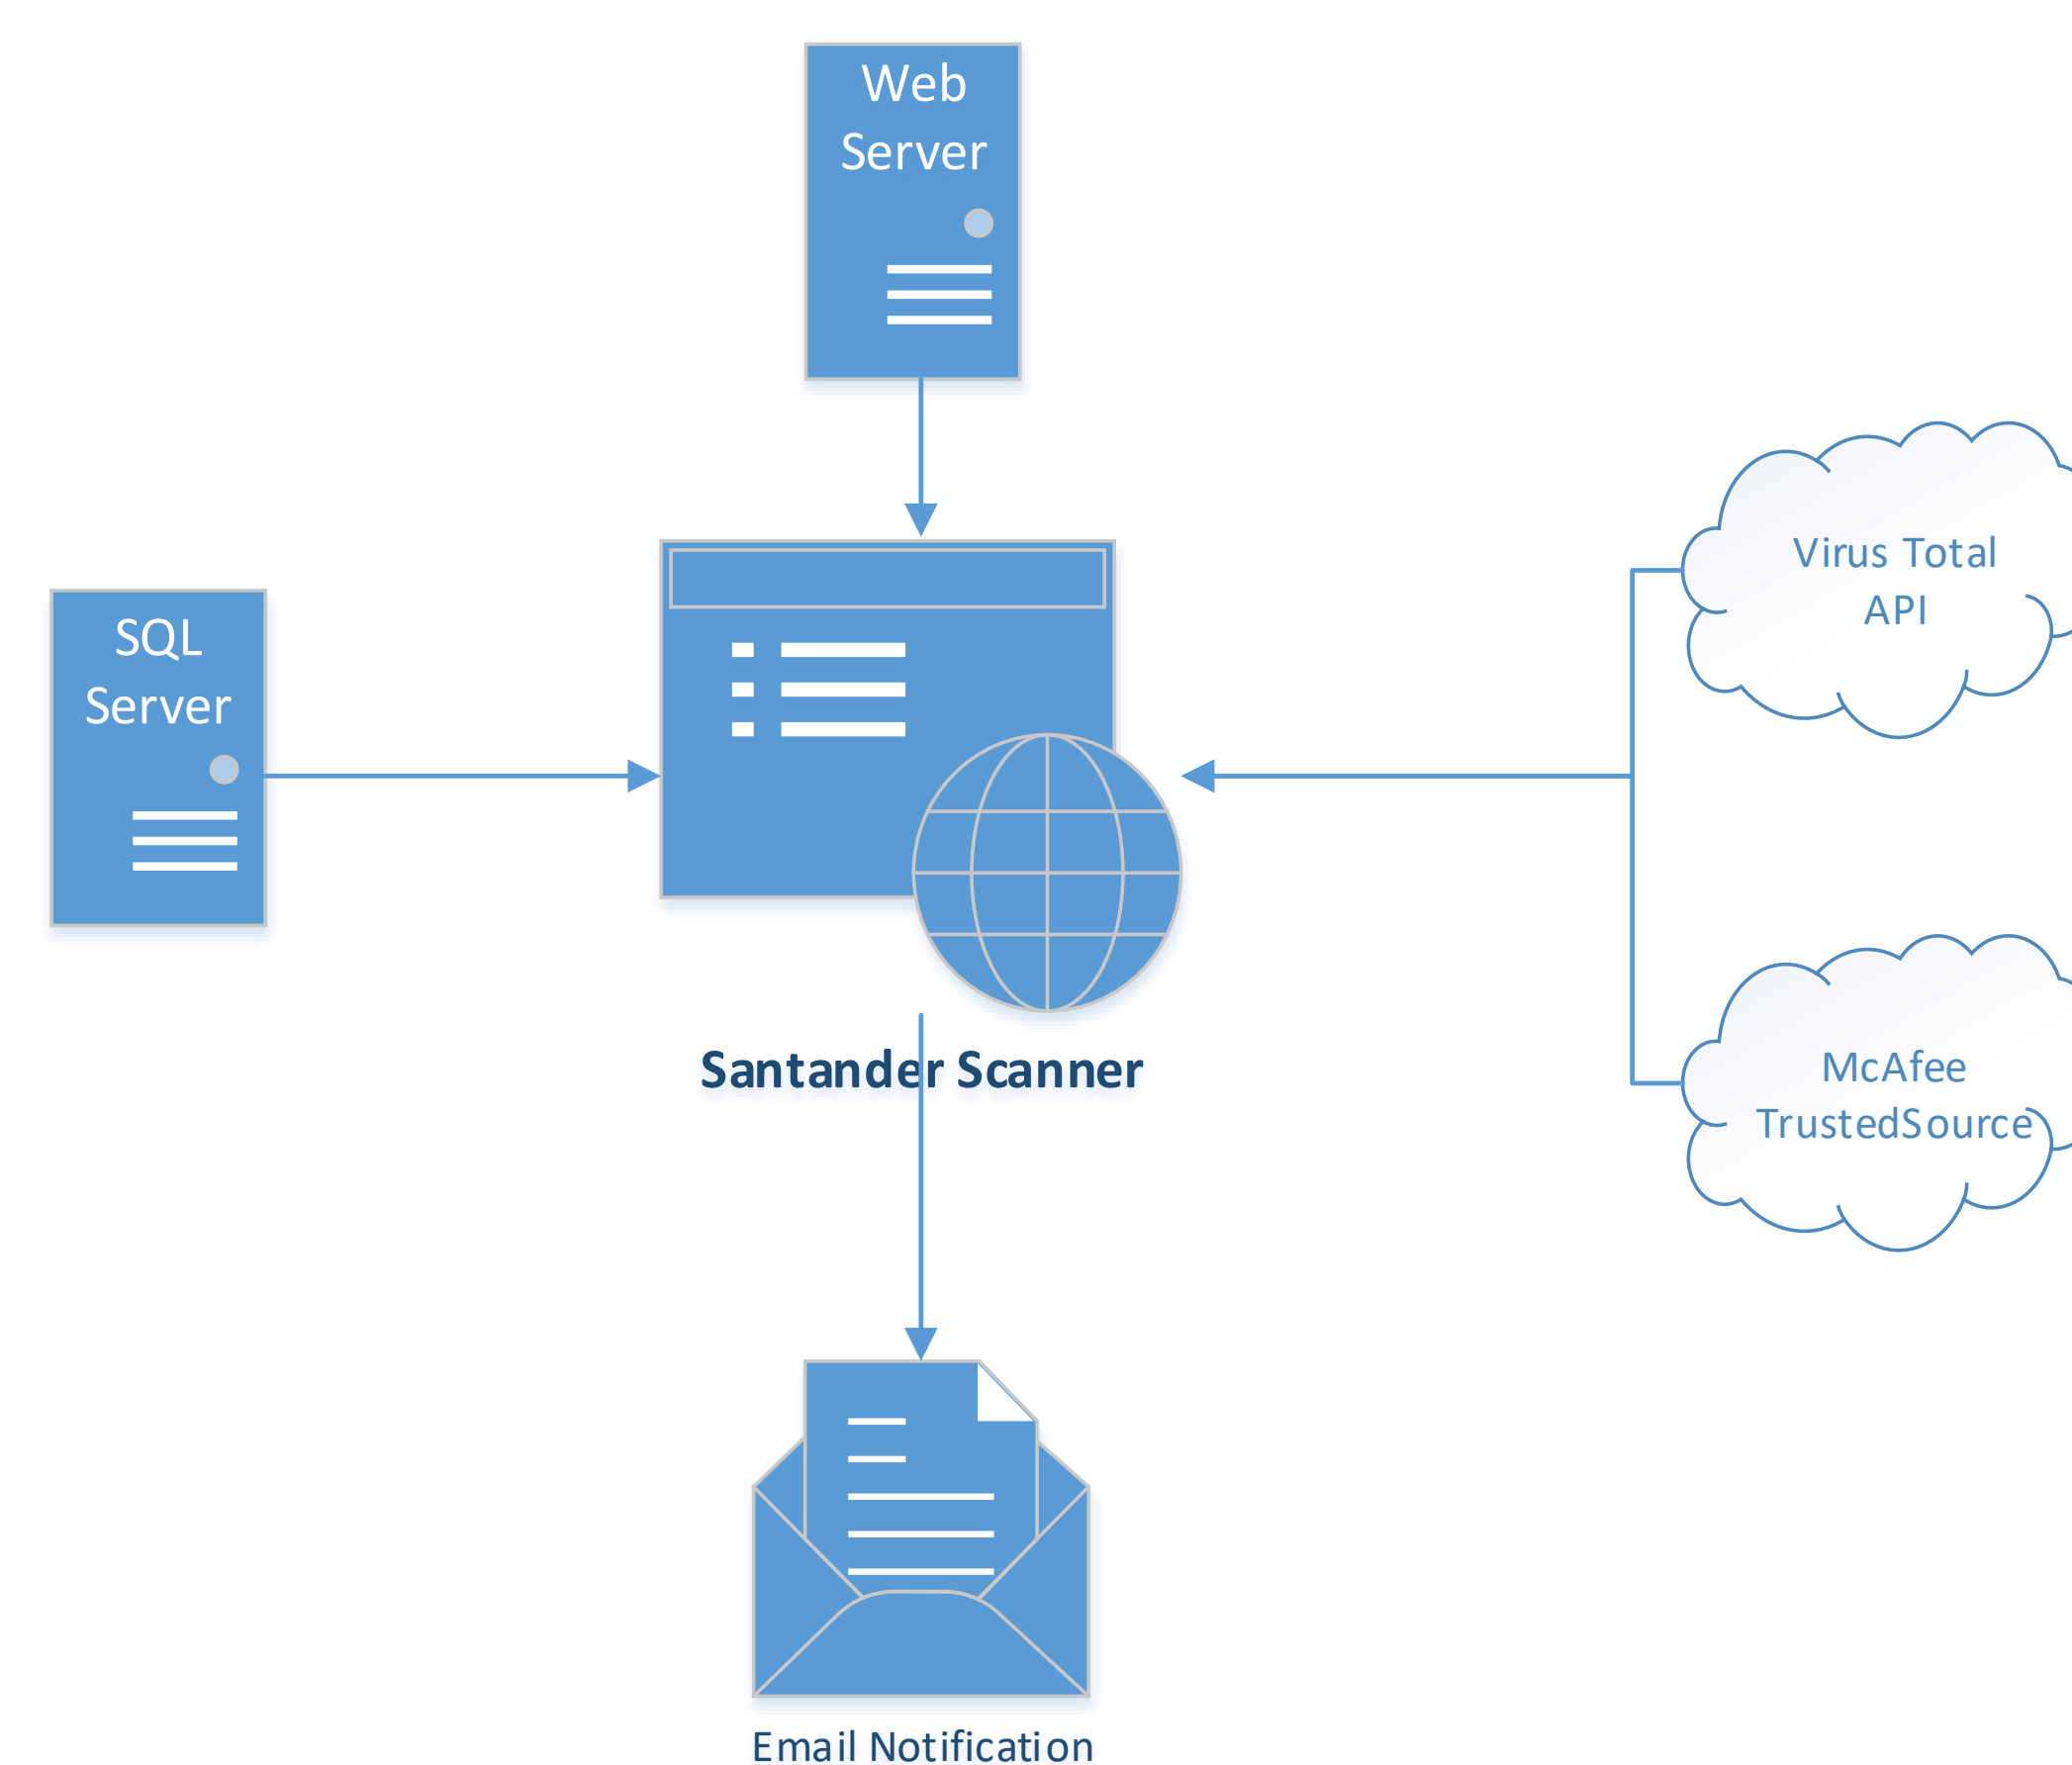 Web
Server
SQL
Server
Virus Total
API
Santander Scanner
McAfee
TrustedSource
Email Notification